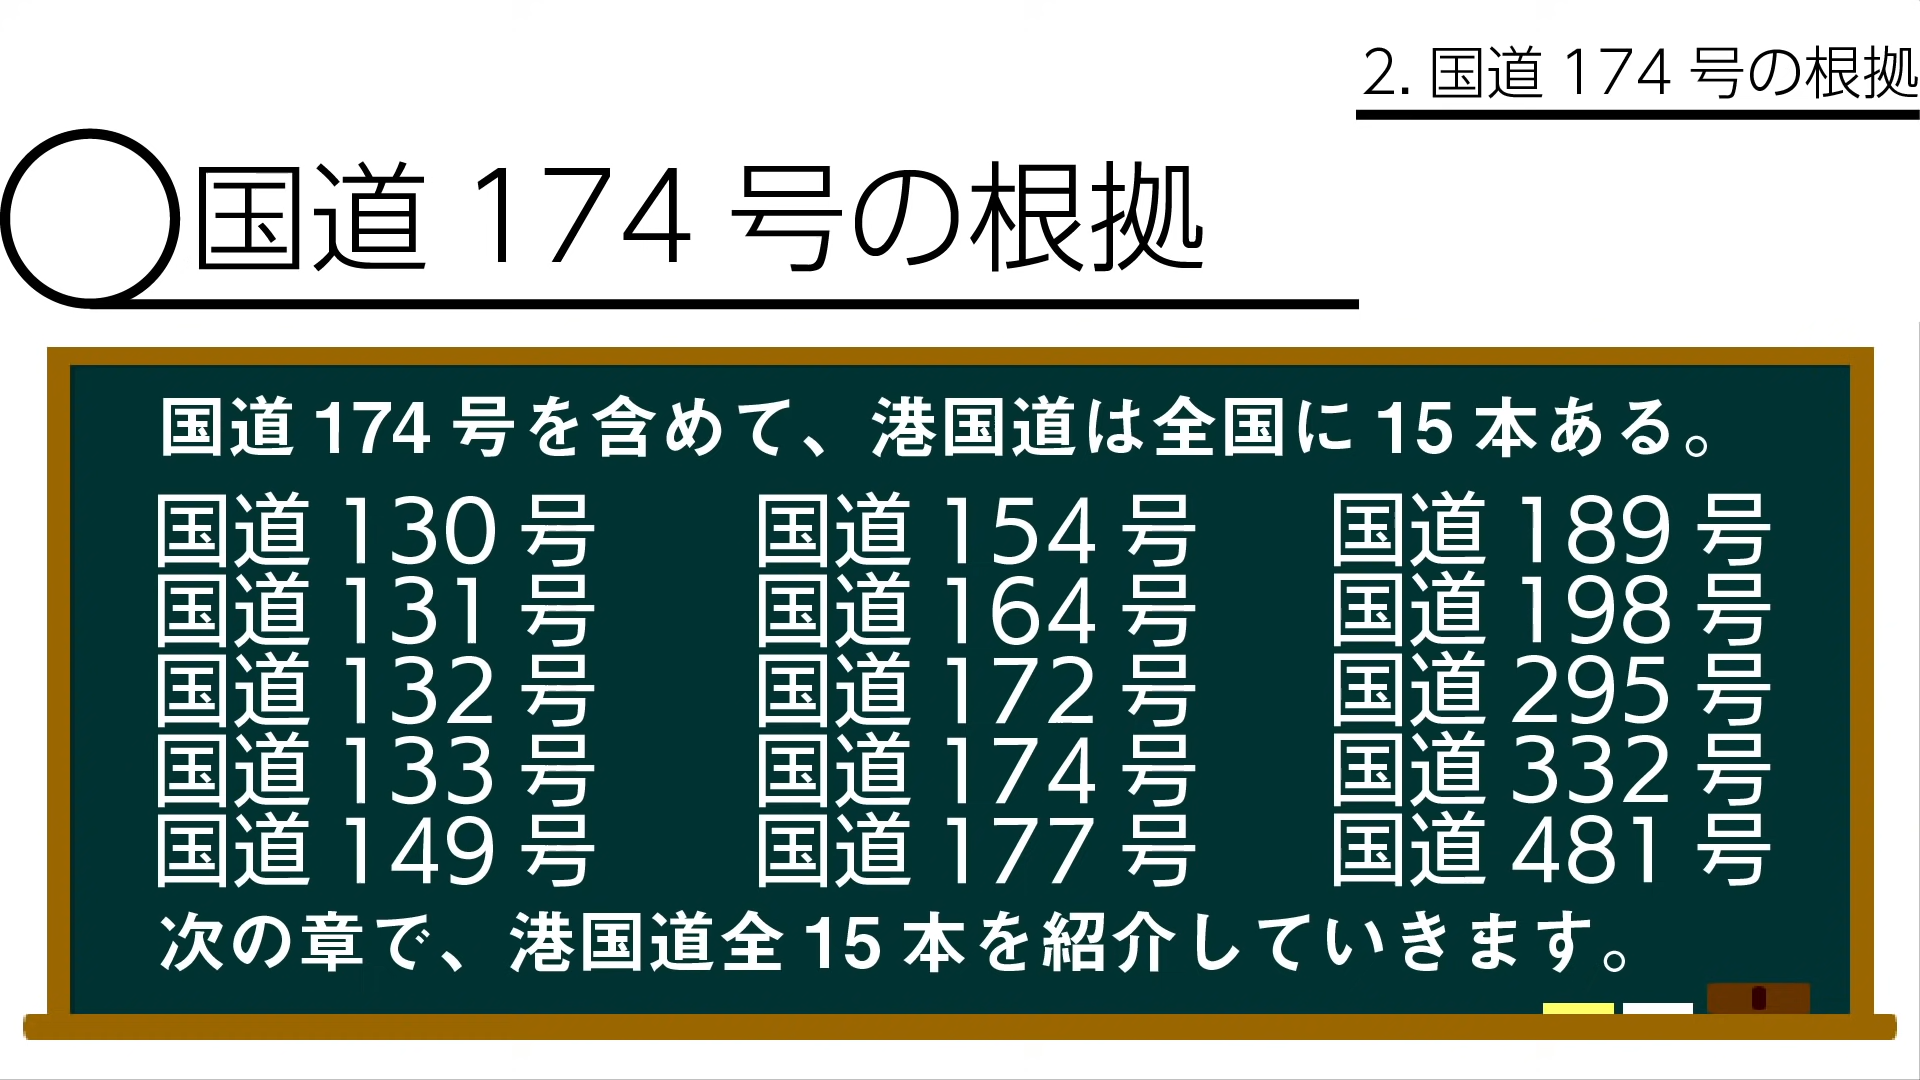 2. 国道 174 号の根拠
国道 174 号の根拠
国道 174 号を含めて、港国道は全国に 15 本ある。
国道 130 号 国道 154 号 国道 189 号
国道 131 号 国道 164 号 国道 198 号
国道 132 号 国道 172 号 国道 295 号
国道 133 号 国道 174 号 国道 332 号
国道 149 号 国道 177 号 国道 481 号
次の章で、港国道全 15 本を紹介していきます。